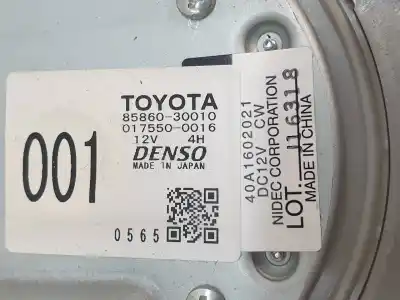 TOYOTA
85860-30010
017550-0016
12V 4H
DENSO
MADE IN JAPAN
001
0565
40A1602021
DC12V CW
NIDEC CORPORATION
LOT. J16318
MADE IN CHINA